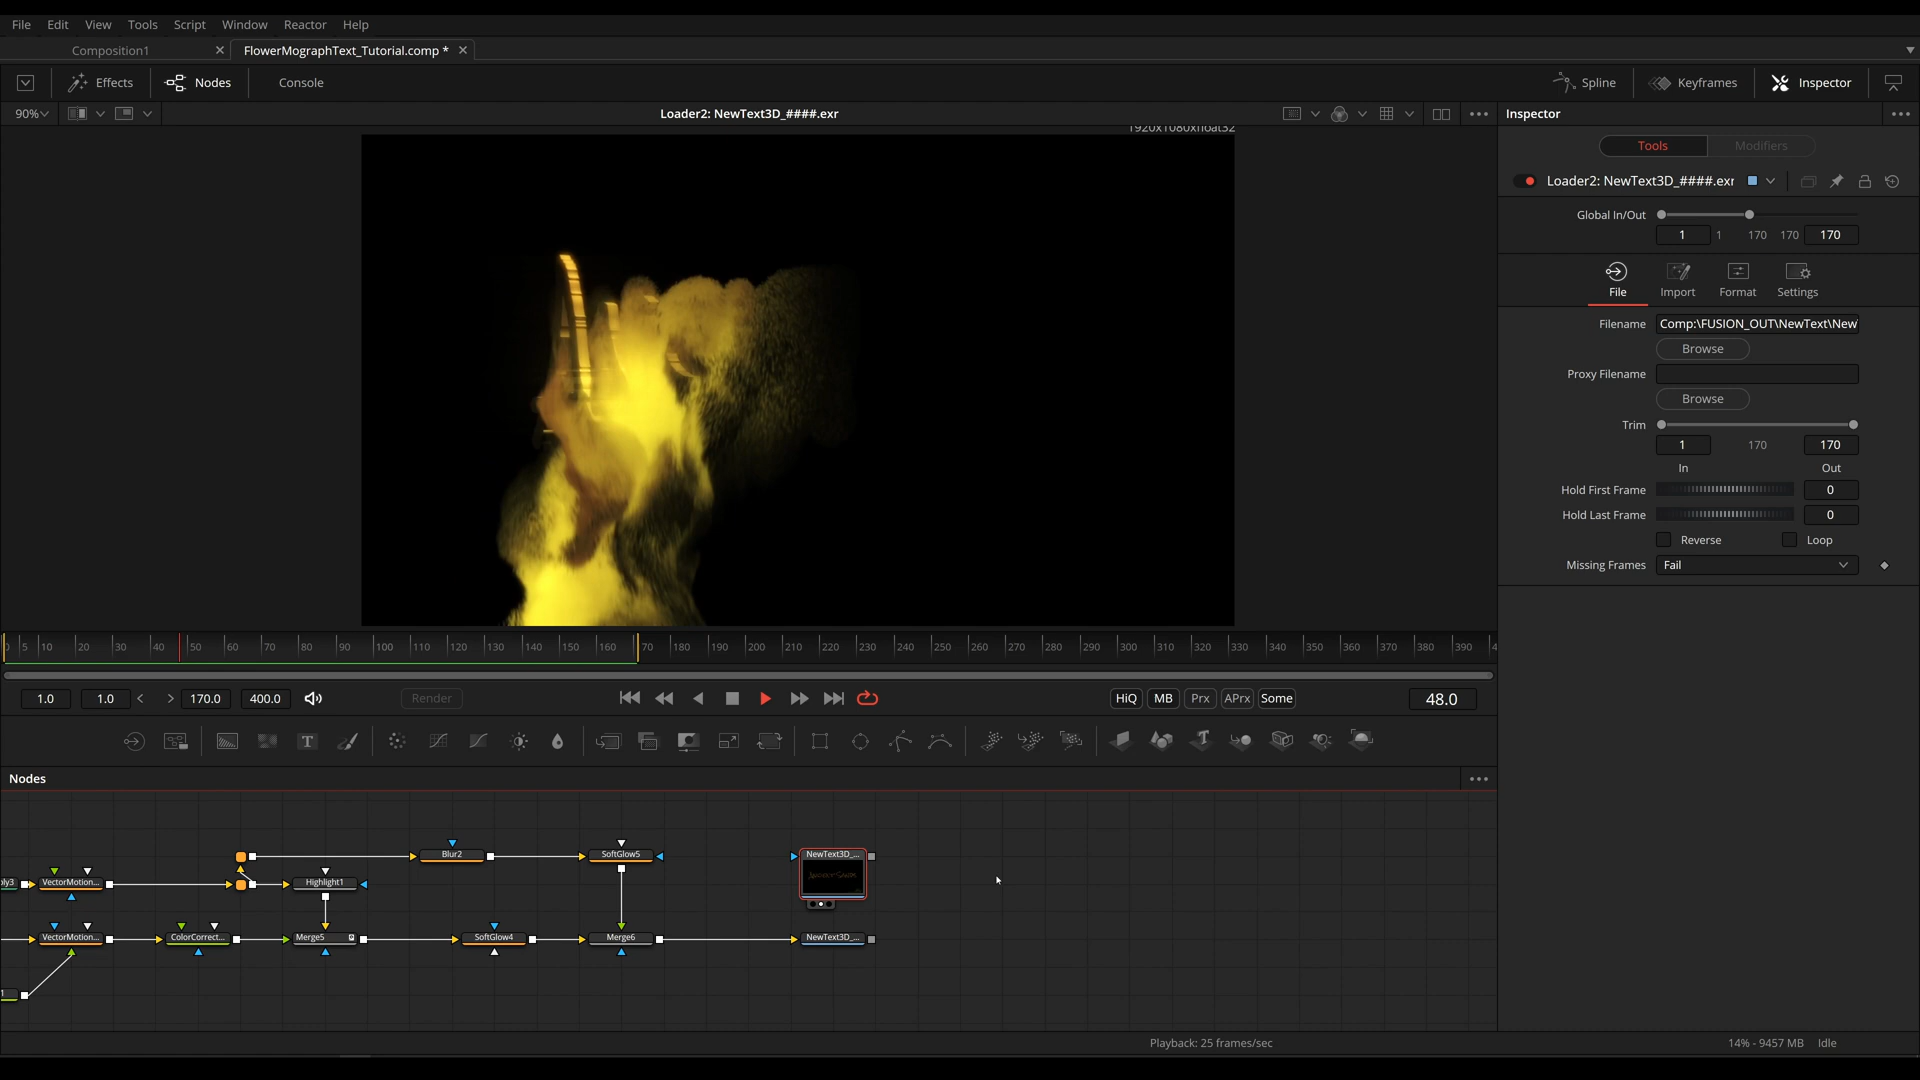 File Edit View Tools Script Window Reactor Help
Composition1 FlowerMographText_Tutorial.comp *
Effects Nodes Console Spline Keyframes Inspector
90% Loader2: NewText3D_####.exr Inspector
1920x1080xfloat32
Tools Modifiers
Loader2: NewText3D_####.exr
Global In/Out
1 1 170 170 170
File Import Format Settings
Filename Comp:\FUSION_OUT\NewText\New
Browse
Proxy Filename
Browse
Trim
1 170 170
In Out
Hold First Frame 0
Hold Last Frame 0
Reverse Loop
Missing Frames Fail
0 5 10 20 30 40 50 60 70 80 90 100 110 120 130 140 150 160 70 180 190 200 210 220 230 240 250 260 270 280 290 300 310 320 330 340 350 360 370 380 390 4
1.0 1.0 < > 170.0 400.0 Render HiQ MB Prx APrx Some 48.0
T
Nodes
Blur2 SoftGlow5 NewText3D_...
ply3 VectorMotion... Highlight1
VectorMotion... ColorCorrect... Merge5 SoftGlow4 Merge6 NewText3D_...
1
Playback: 25 frames/sec 14% - 9457 MB Idle